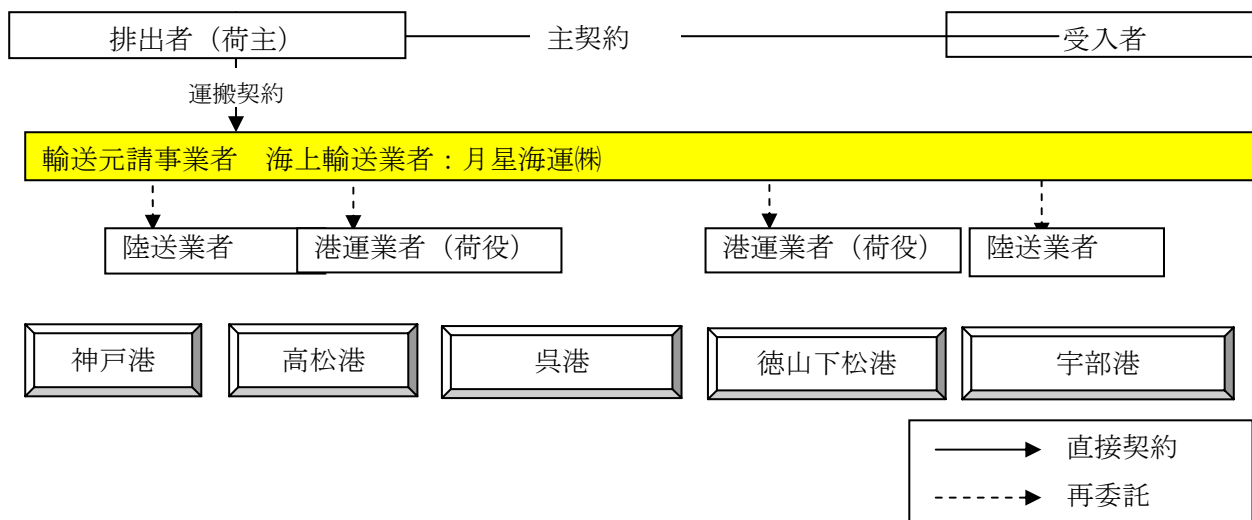 排出者（荷主） 主契約 受入者
運搬契約
輸送元請事業者　海上輸送業者：月星海運㈱
陸送業者 港運業者（荷役） 港運業者（荷役） 陸送業者
神戸港 高松港 呉港 徳山下松港 宇部港
直接契約
再委託